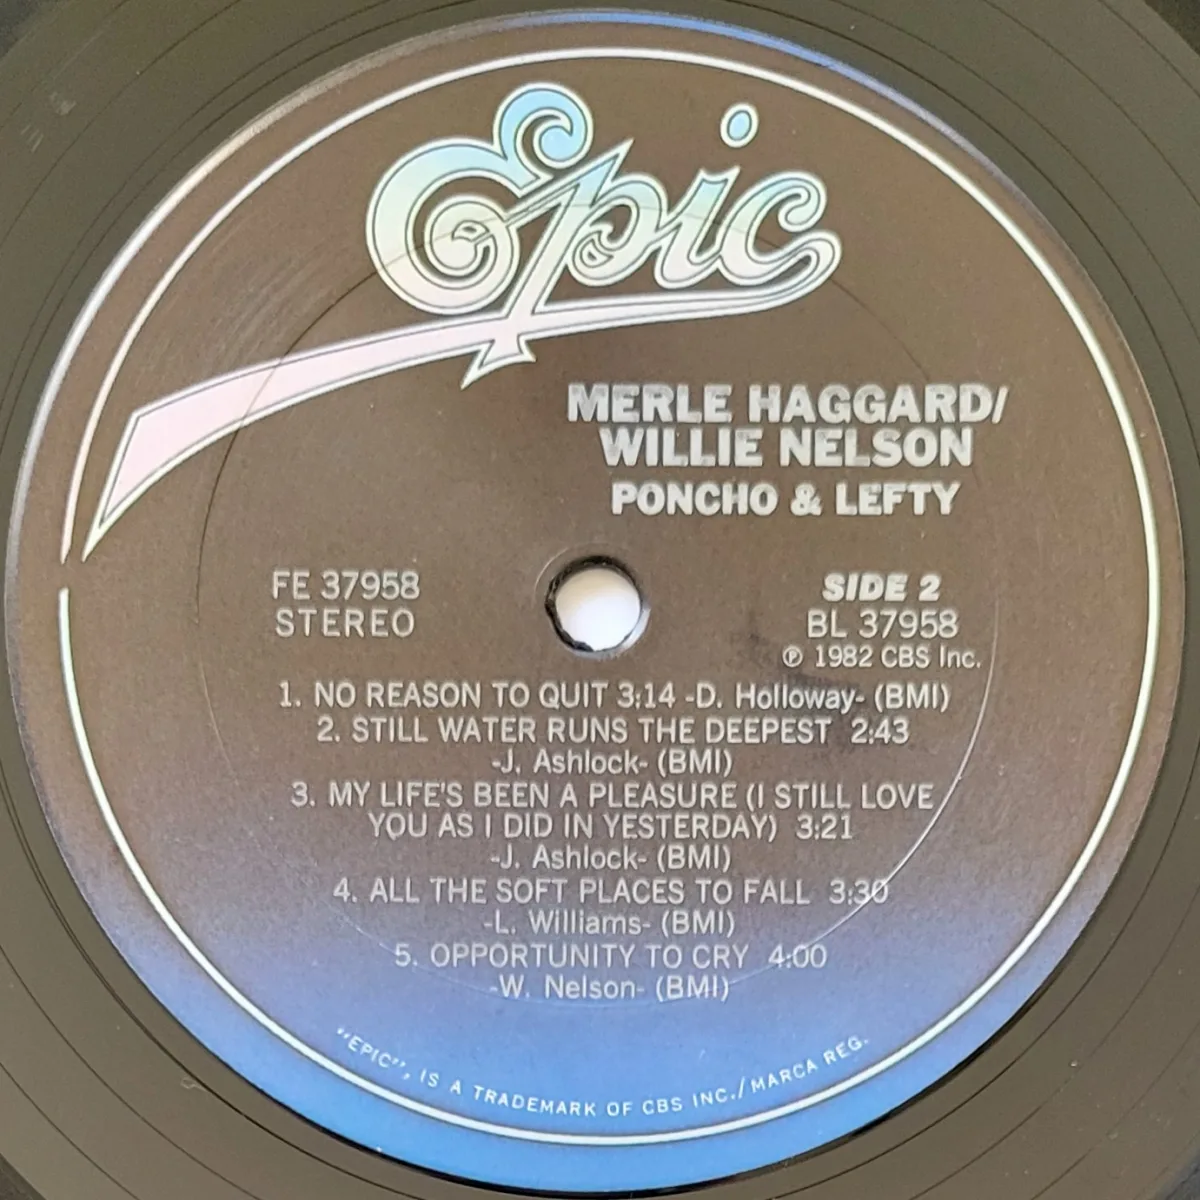 Epic
MERLE HAGGARD/
WILLIE NELSON
PONCHO & LEFTY
FE 37958
STEREO
SIDE 2
BL 37958
℗ 1982 CBS Inc.
1. NO REASON TO QUIT 3:14 -D. Holloway- (BMI)
2. STILL WATER RUNS THE DEEPEST 2:43
-J. Ashlock- (BMI)
3. MY LIFE'S BEEN A PLEASURE (I STILL LOVE
YOU AS I DID IN YESTERDAY) 3:21
-J. Ashlock- (BMI)
4. ALL THE SOFT PLACES TO FALL 3:30
-L. Williams- (BMI)
5. OPPORTUNITY TO CRY 4:00
-W. Nelson- (BMI)
"EPIC", IS A TRADEMARK OF CBS INC./MARCA REG.